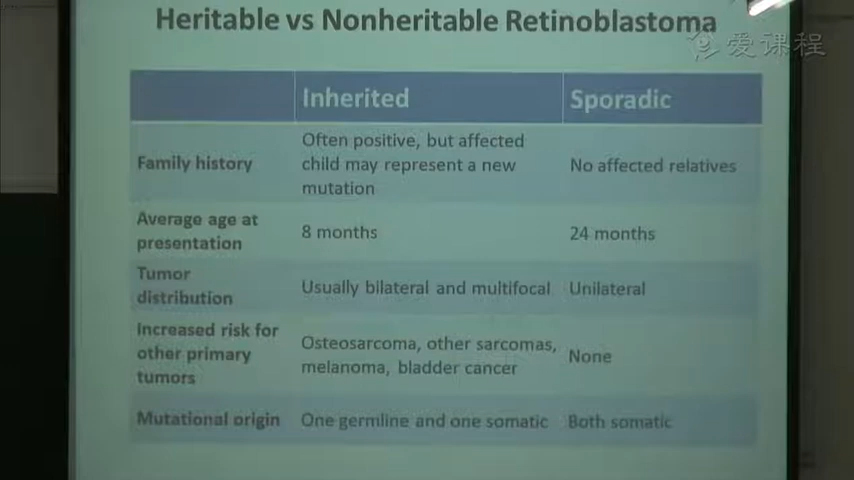 Heritable vs Nonheritable Retinoblastoma
爱课程
Inherited
Sporadic
Family history
Often positive, but affected
child may represent a new
mutation
No affected relatives
Average age at
presentation
8 months
24 months
Tumor
distribution
Usually bilateral and multifocal
Unilateral
Increased risk for
other primary
tumors
Osteosarcoma, other sarcomas,
melanoma, bladder cancer
None
Mutational origin
One germline and one somatic
Both somatic